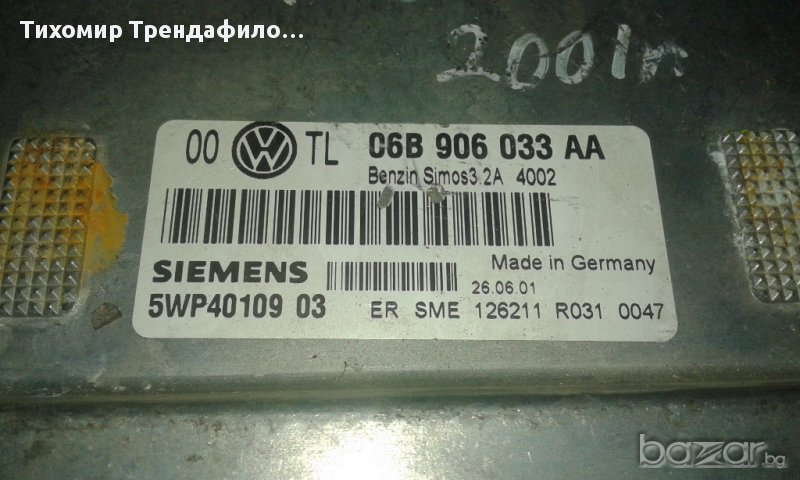 Тихомир Трендафило...
2001г
00 VW TL 06B 906 033 AA
Benzin Simos3.2A 4002
SIEMENS
Made in Germany
26.06.01
5WP40109 03
ER SME 126211 R031 0047
bazar.bg